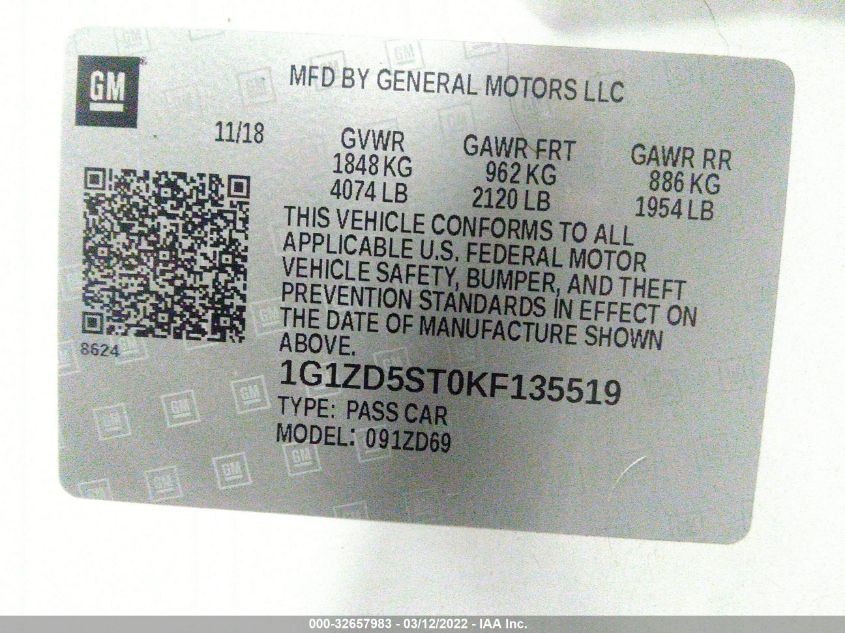 GM
MFD BY GENERAL MOTORS LLC
11/18
GVWR
1848 KG
4074 LB
GAWR FRT
962 KG
2120 LB
GAWR RR
886 KG
1954 LB
THIS VEHICLE CONFORMS TO ALL
APPLICABLE U.S. FEDERAL MOTOR
VEHICLE SAFETY, BUMPER, AND THEFT
PREVENTION STANDARDS IN EFFECT ON
THE DATE OF MANUFACTURE SHOWN
ABOVE.
8624
1G1ZD5ST0KF135519
TYPE: PASS CAR
MODEL: 091ZD69
000-32657983 - 03/12/2022 - IAA Inc.